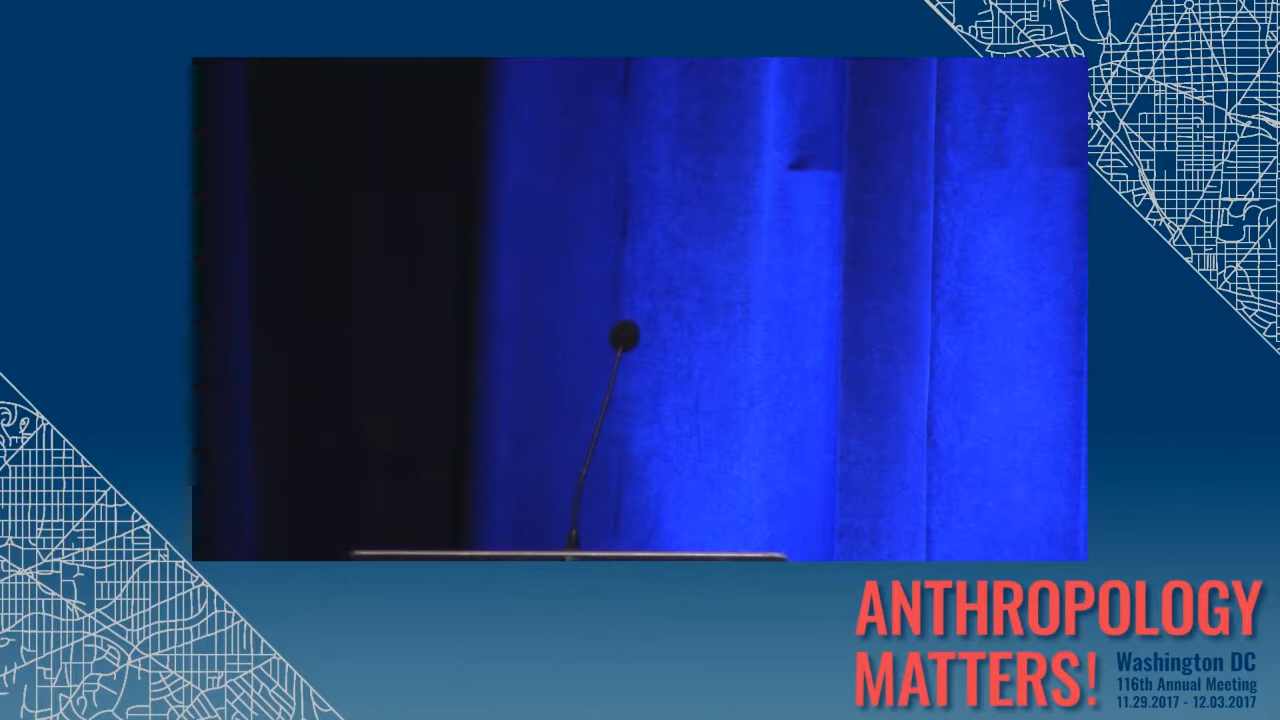 ANTHROPOLOGY
MATTERS!
Washington DC
116th Annual Meeting
11.29.2017 - 12.03.2017